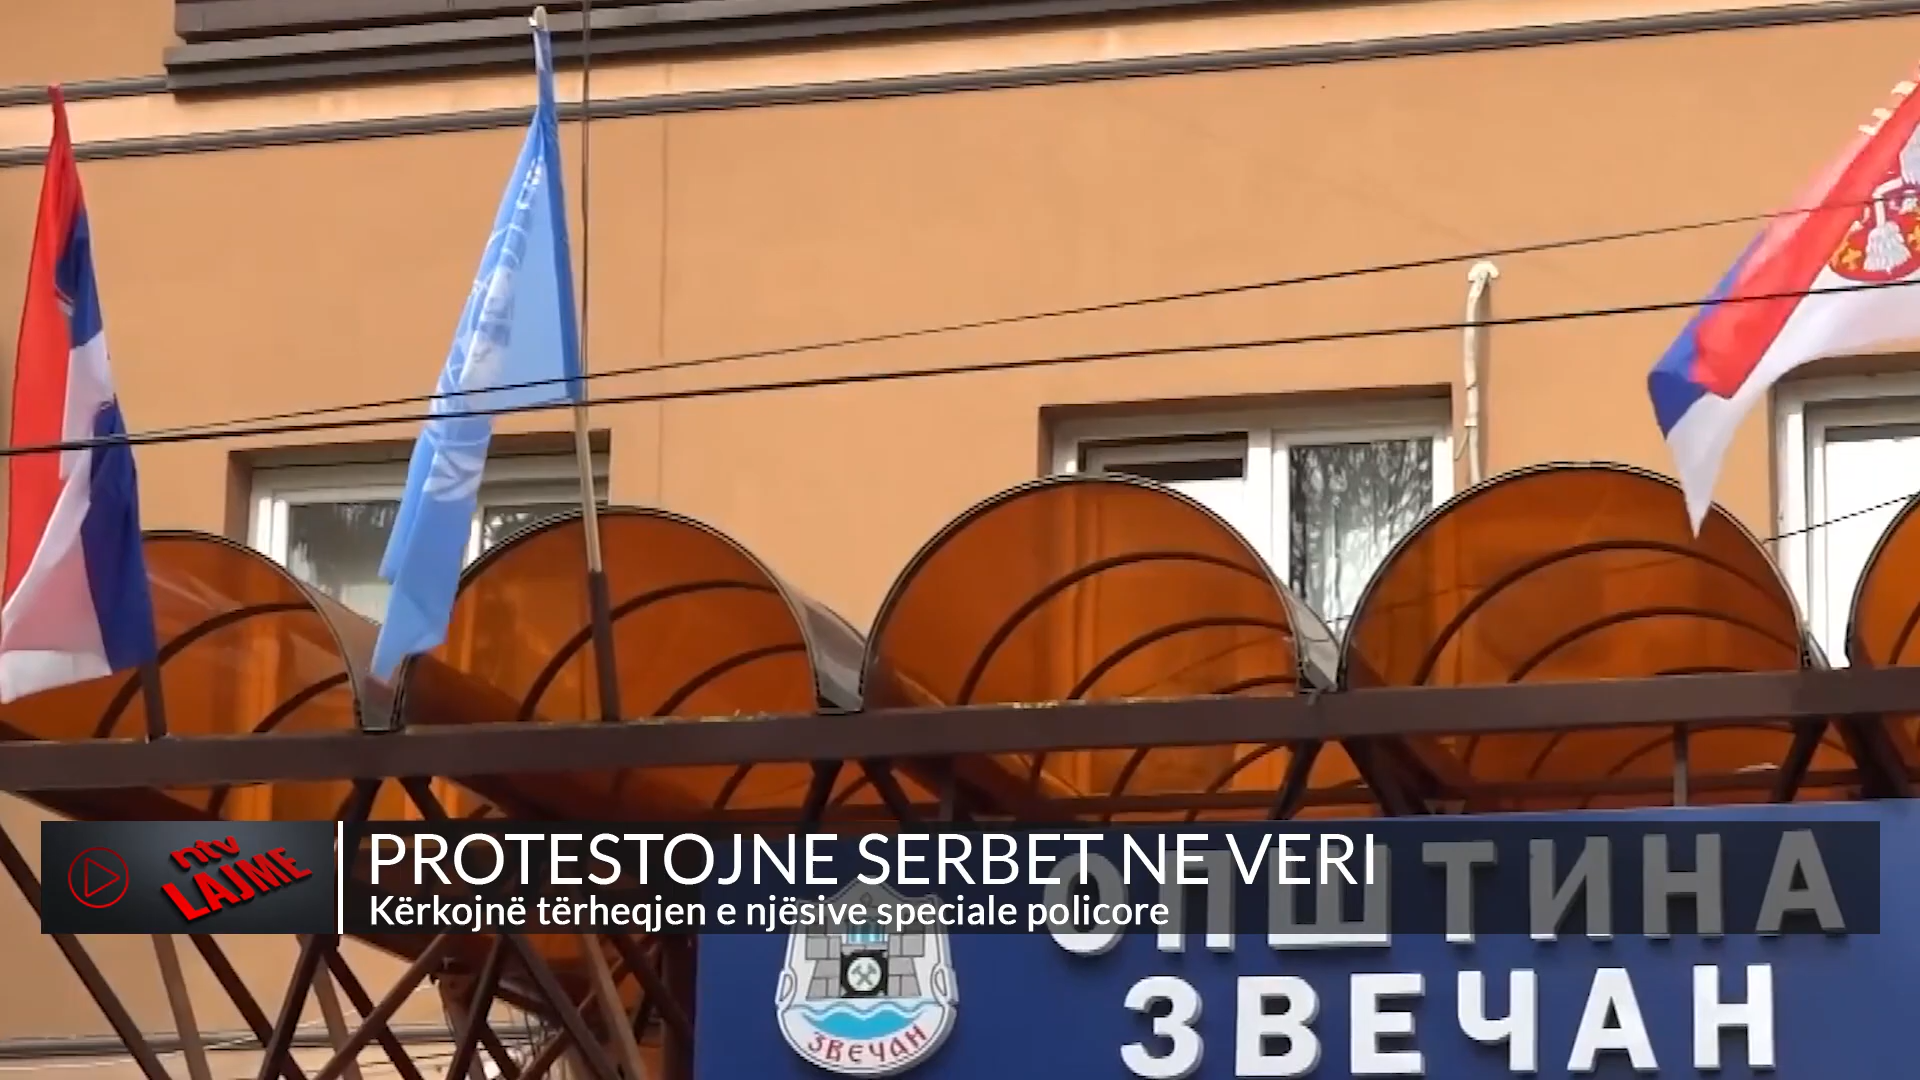 ntv
LAJME
PROTESTOJNE SERBET NE VERI
Kërkojnë tërheqjen e njësive speciale policore
ОПШТИНА
ЗВЕЧАН
ЗВЕЧАН